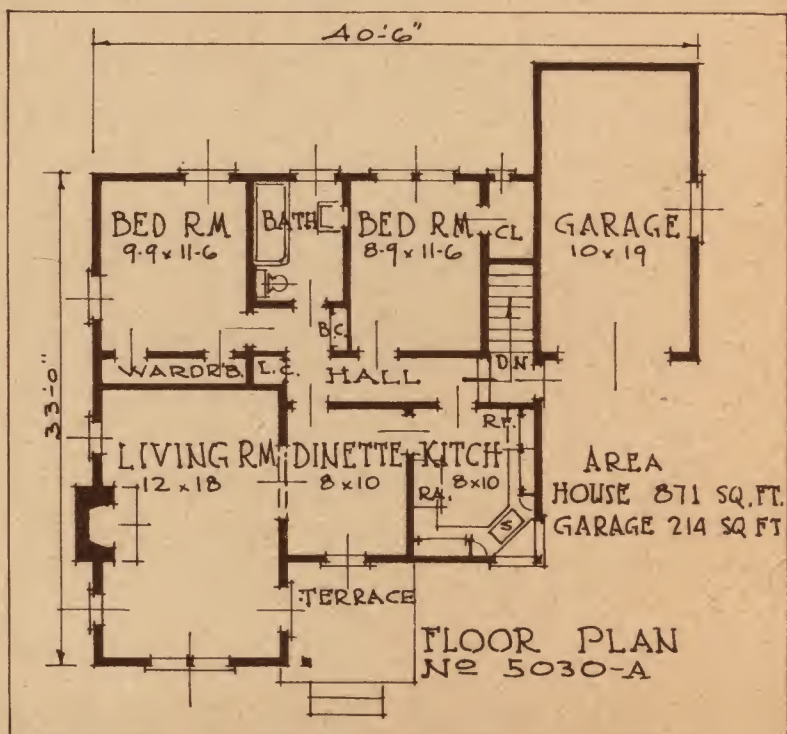 40'-6"
BED RM
9-9 x 11-6
BATH
BED RM
8-9 x 11-6
CL
GARAGE
10 x 19
B.C.
WARDRB.
L.C.
HALL
DN
33'-0"
LIVING RM
12 x 18
DINETTE
8 x 10
KITCH
8x10
RF.
RA.
S
AREA
HOUSE 871 SQ. FT.
GARAGE 214 SQ FT
TERRACE
FLOOR PLAN
Nº 5030-A